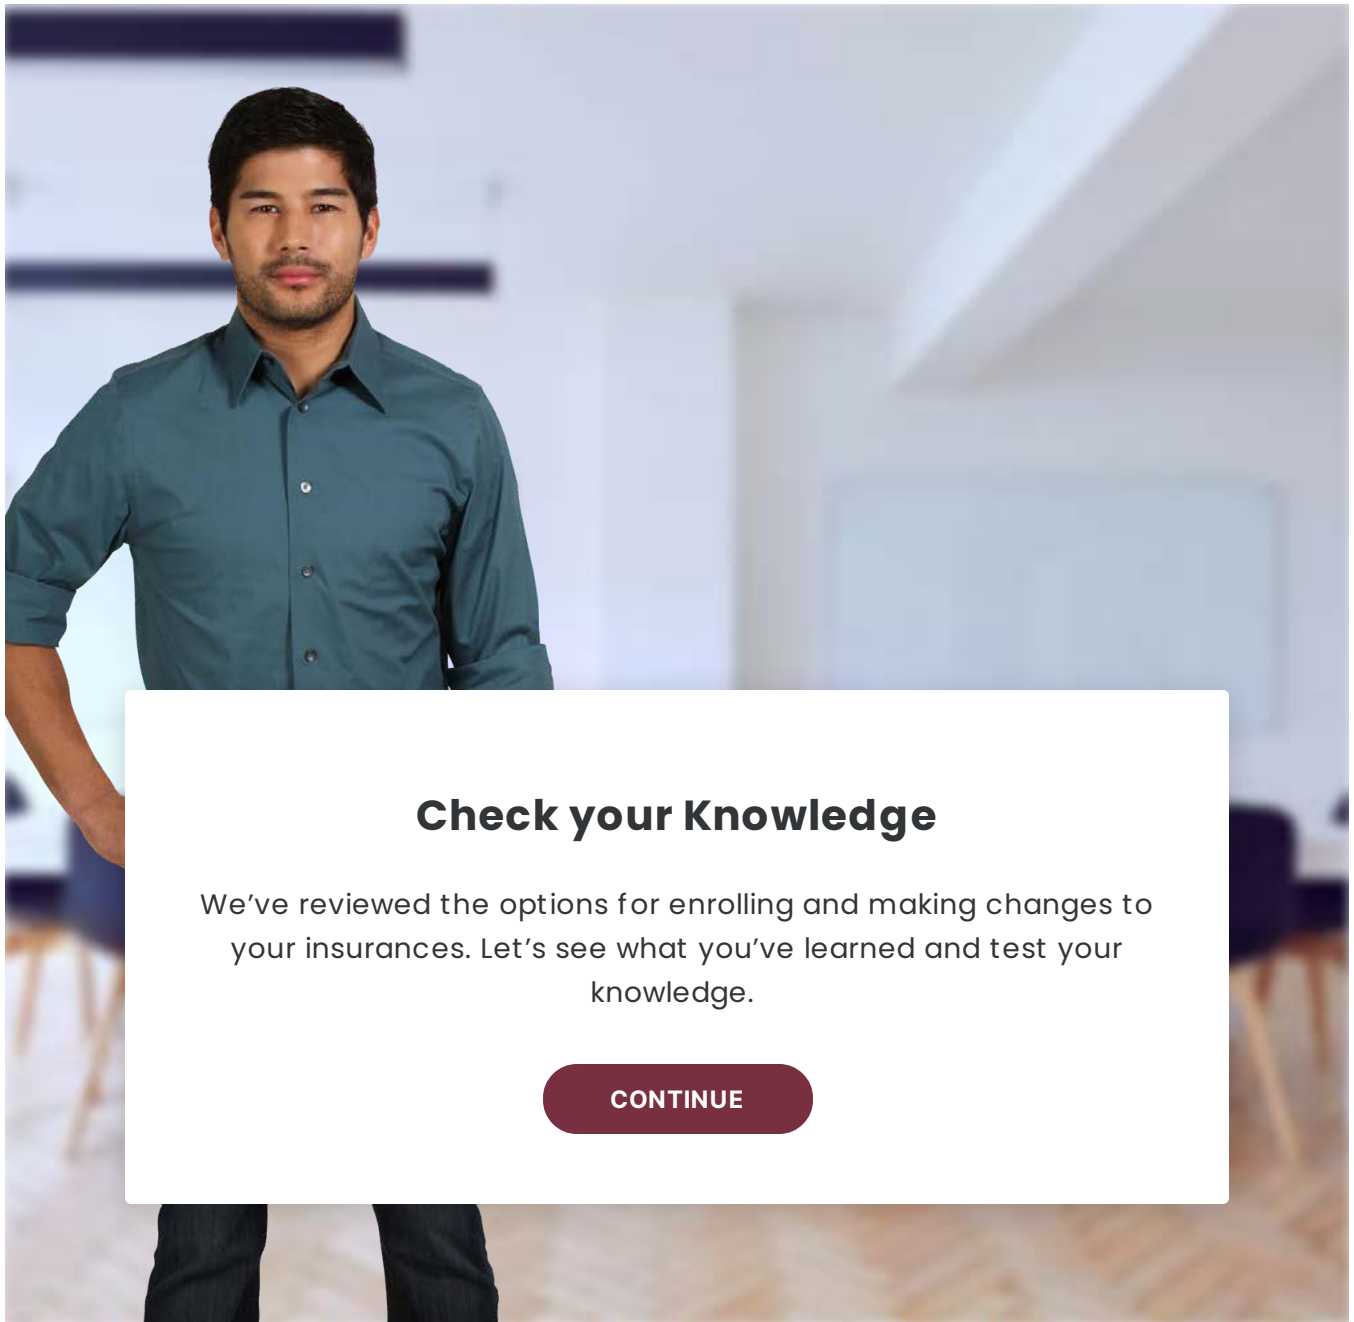 Check your Knowledge
We’ve reviewed the options for enrolling and making changes to
your insurances. Let’s see what you’ve learned and test your
knowledge.
CONTINUE